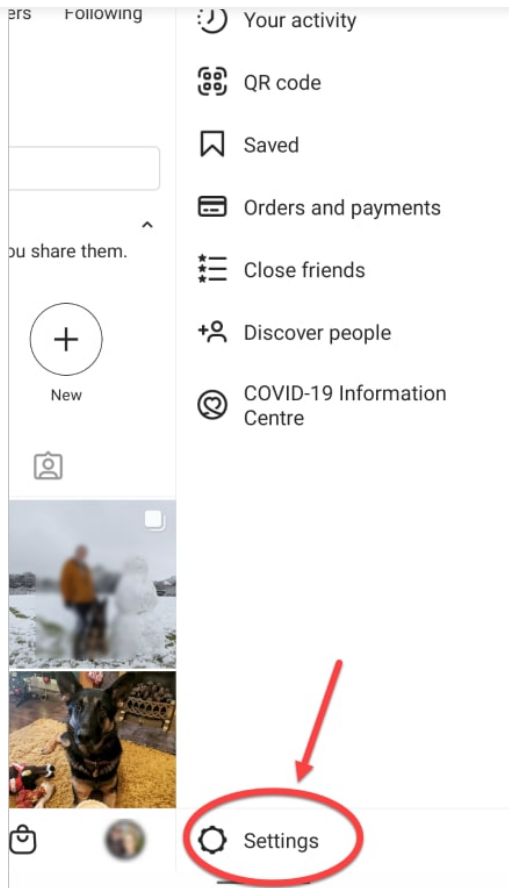 Following
Your activity
QR code
Saved
Orders and payments
ou share them.
Close friends
Discover people
New
COVID-19 Information
Centre
Settings